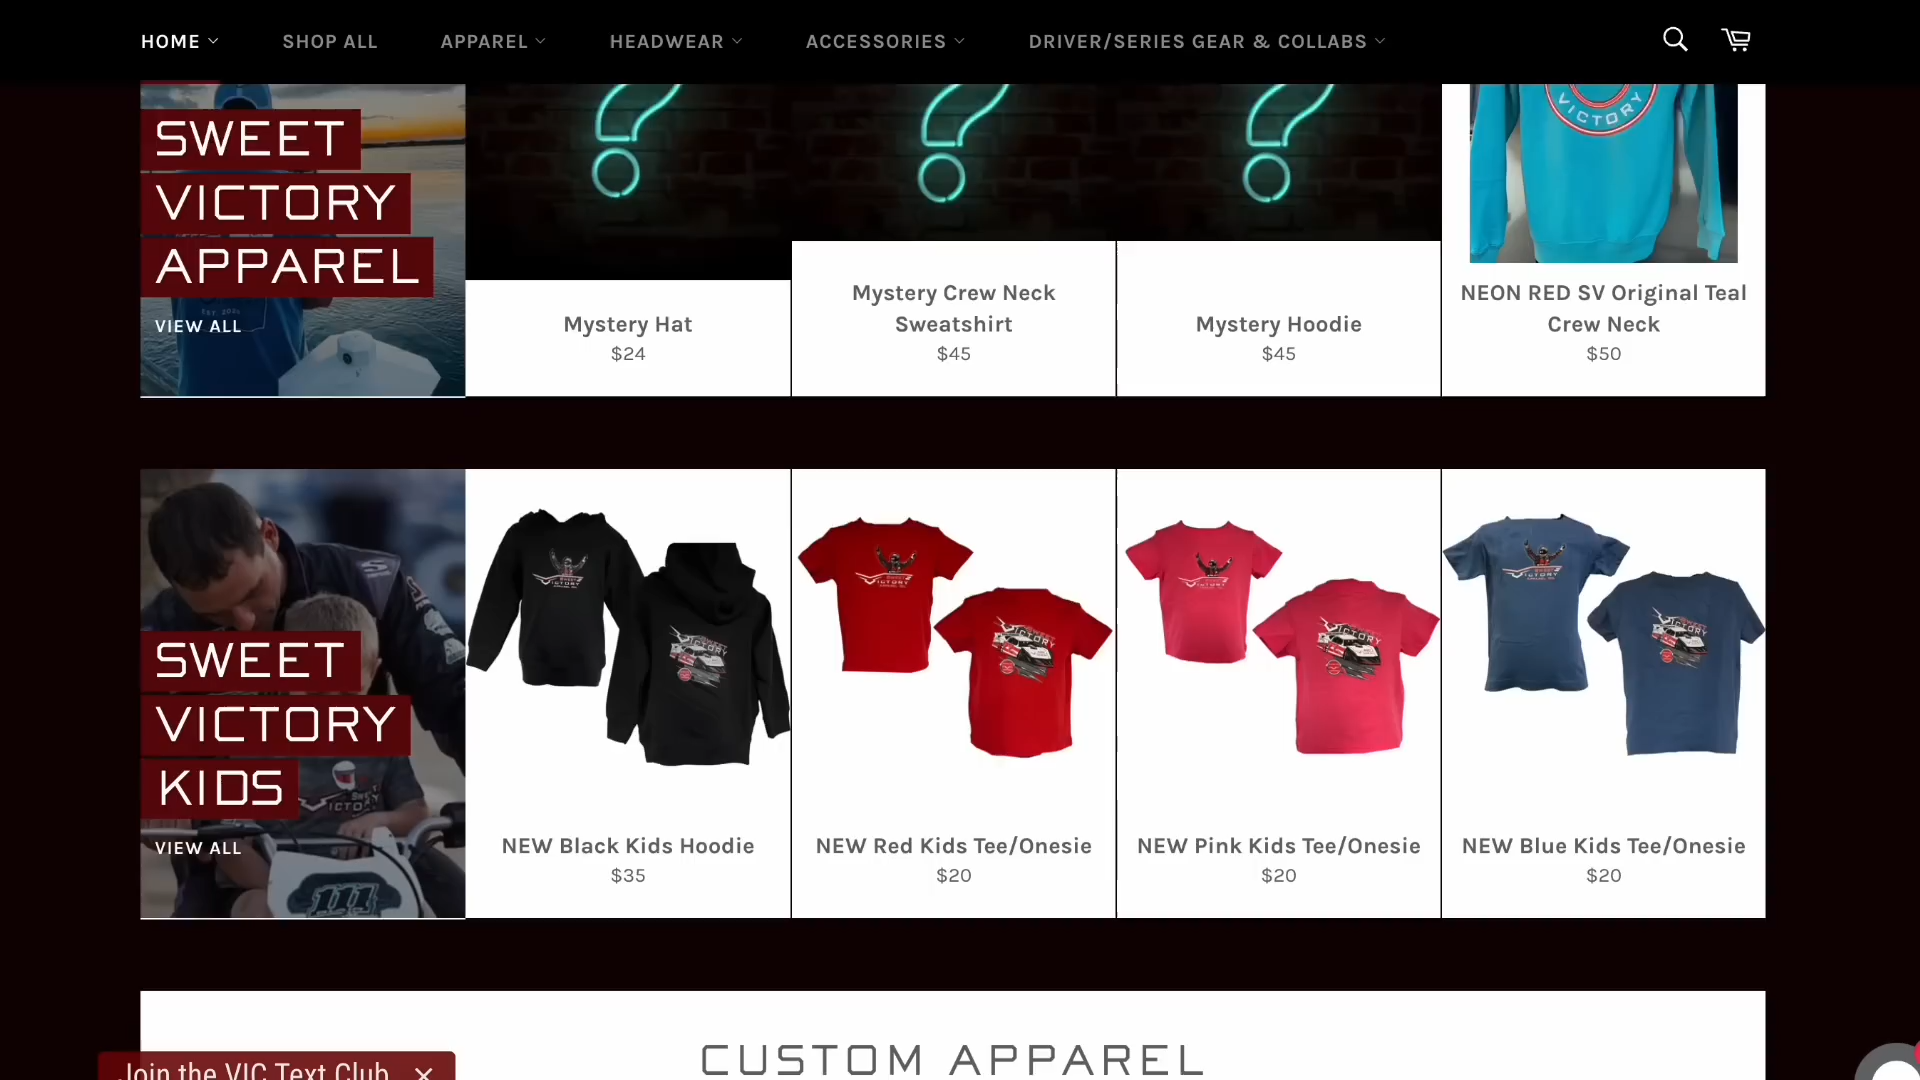 HOME
SHOP ALL
APPAREL
HEADWEAR
ACCESSORIES
DRIVER/SERIES GEAR & COLLABS
SWEET
VICTORY
APPAREL
VIEW ALL
Mystery Hat
$24
Mystery Crew Neck
Sweatshirt
$45
Mystery Hoodie
$45
VICTORY
NEON RED SV Original Teal
Crew Neck
$50
SWEET
VICTORY
KIDS
VIEW ALL
111
NEW Black Kids Hoodie
$35
NEW Red Kids Tee/Onesie
$20
NEW Pink Kids Tee/Onesie
$20
NEW Blue Kids Tee/Onesie
$20
CUSTOM APPAREL
Join the VIC Text Club